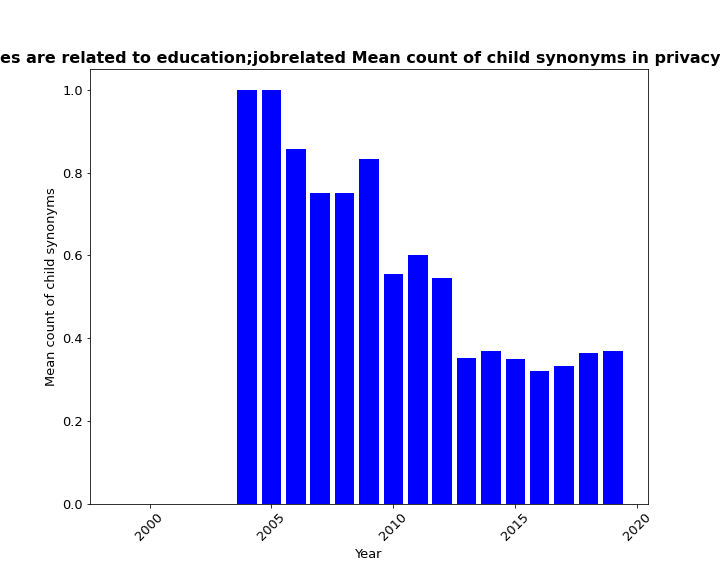 es are related to education;jobrelated Mean count of child synonyms in privacy
1.0
0.8
0.6
0.4
0.2
0.0
Mean count of child synonyms
2000 2005 2010 2015 2020
Year